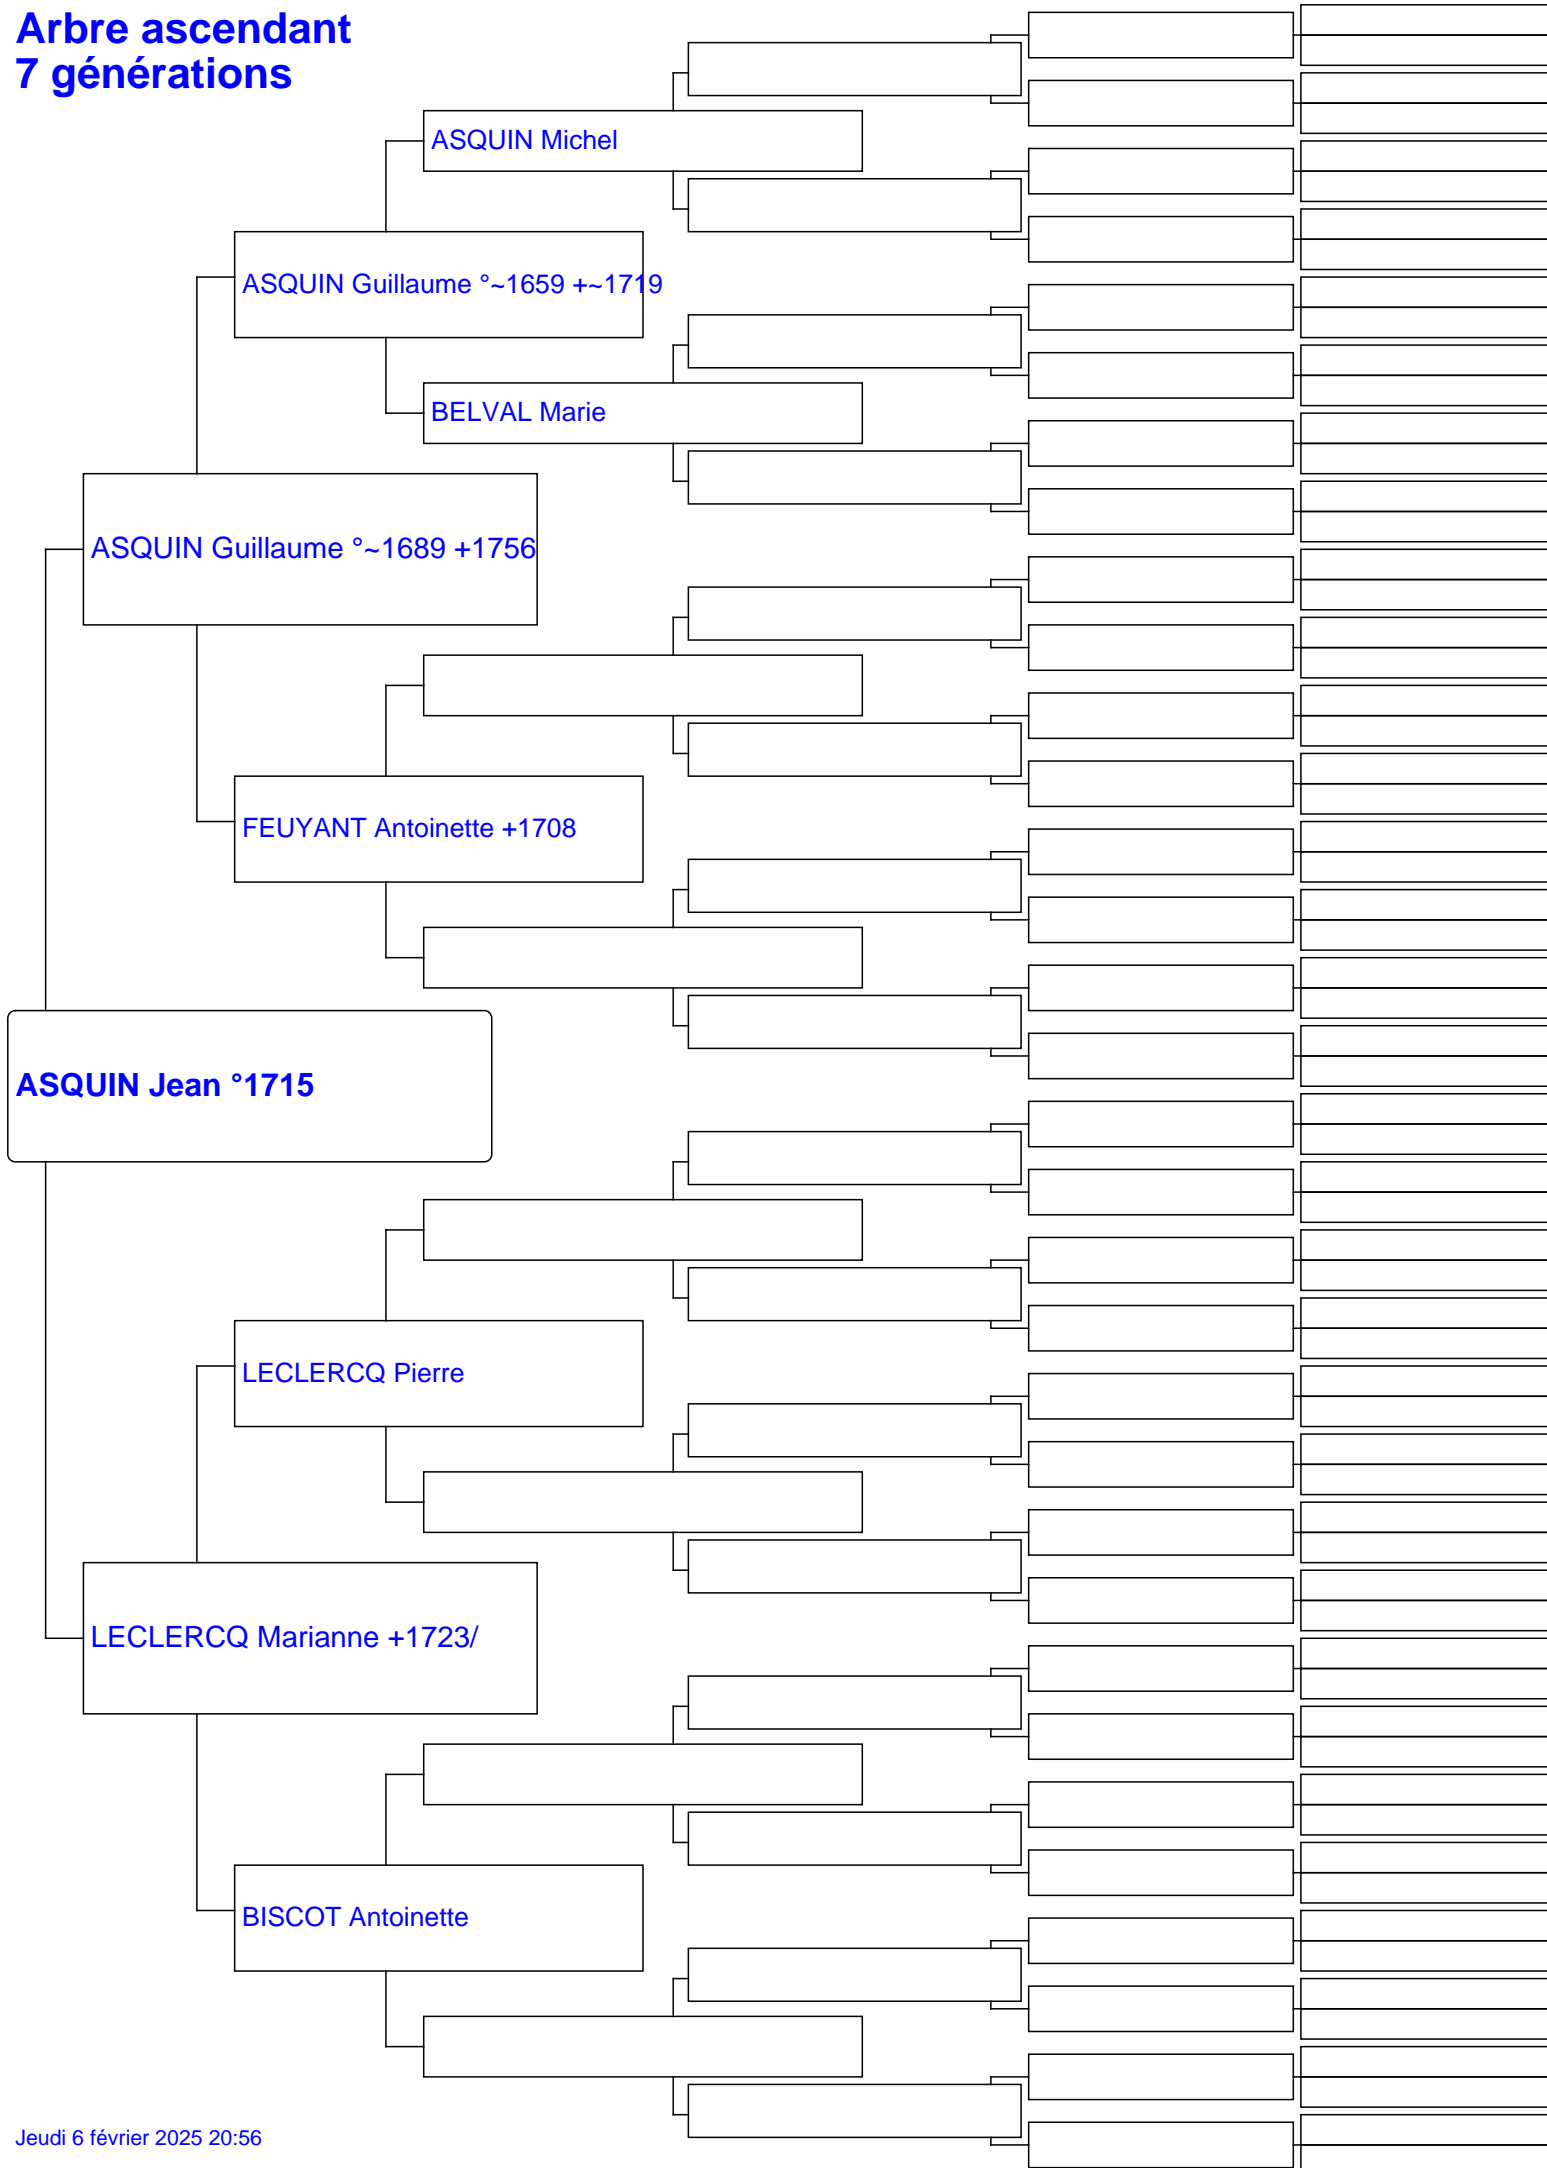 Arbre ascendant
7 générations
ASQUIN Michel
ASQUIN Guillaume °~1659 +~1719
BELVAL Marie
ASQUIN Guillaume °~1689 +1756
FEUYANT Antoinette +1708
ASQUIN Jean °1715
LECLERCQ Pierre
LECLERCQ Marianne +1723/
BISCOT Antoinette
Jeudi 6 février 2025 20:56